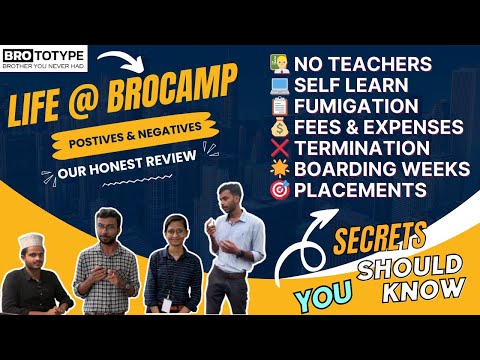 BROTOTYPE
BROTHER YOU NEVER HAD
LIFE @ BROCAMP
POSTIVES & NEGATIVES
OUR HONEST REVIEW
NO TEACHERS
SELF LEARN
FUMIGATION
FEES & EXPENSES
TERMINATION
BOARDING WEEKS
PLACEMENTS
SECRETS
YOU SHOULD
KNOW